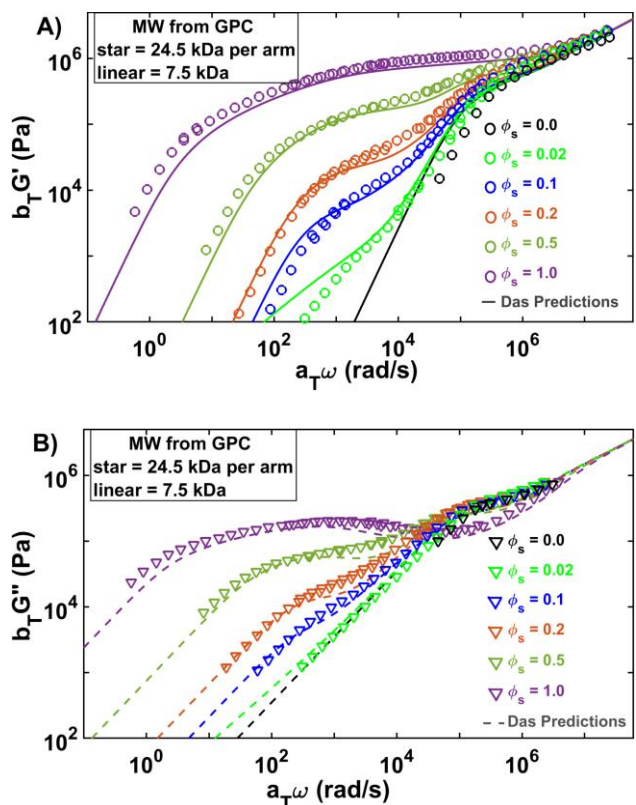 A)
MW from GPC
star = 24.5 kDa per arm
linear = 7.5 kDa
b_T G' (Pa)
10^6
10^4
10^2
ϕ_s = 0.0
ϕ_s = 0.02
ϕ_s = 0.1
ϕ_s = 0.2
ϕ_s = 0.5
ϕ_s = 1.0
Das Predictions
10^0
10^2
10^4
10^6
a_T ω (rad/s)
B)
MW from GPC
star = 24.5 kDa per arm
linear = 7.5 kDa
b_T G'' (Pa)
10^6
10^4
10^2
ϕ_s = 0.0
ϕ_s = 0.02
ϕ_s = 0.1
ϕ_s = 0.2
ϕ_s = 0.5
ϕ_s = 1.0
Das Predictions
10^0
10^2
10^4
10^6
a_T ω (rad/s)